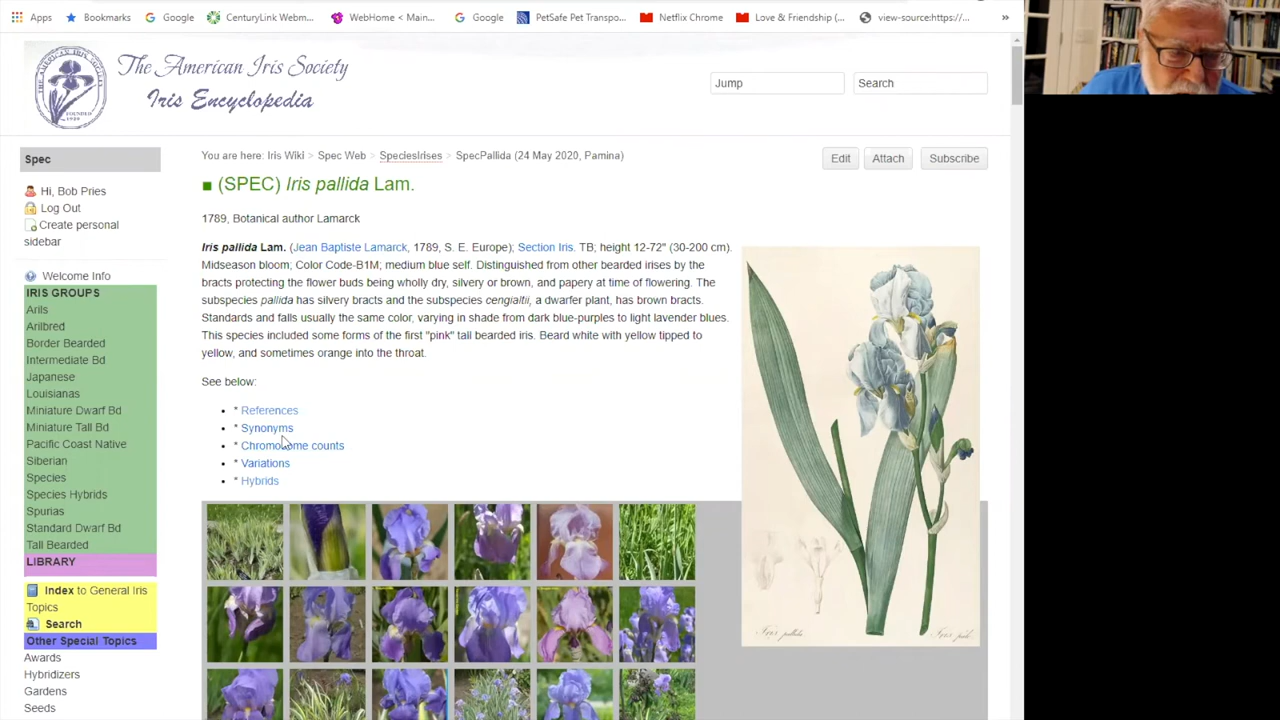 Apps
Bookmarks
Google
CenturyLink Webm...
WebHome < Main...
Google
PetSafe Pet Transpo...
Netflix Chrome
Love & Friendship (...
view-source:https://...
»
The American Iris Society
Iris Encyclopedia
Jump
Search
Spec
You are here: Iris Wiki > Spec Web > SpeciesIrises > SpecPallida (24 May 2020, Pamina)
Edit
Attach
Subscribe
Hi, Bob Pries
Log Out
Create personal
sidebar
Welcome Info
IRIS GROUPS
Arils
Arilbred
Border Bearded
Intermediate Bd
Japanese
Louisianas
Miniature Dwarf Bd
Miniature Tall Bd
Pacific Coast Native
Siberian
Species
Species Hybrids
Spurias
Standard Dwarf Bd
Tall Bearded
LIBRARY
Index to General Iris
Topics
Search
Other Special Topics
Awards
Hybridizers
Gardens
Seeds
(SPEC) Iris pallida Lam.
1789, Botanical author Lamarck
Iris pallida Lam. (Jean Baptiste Lamarck, 1789, S. E. Europe); Section Iris. TB; height 12-72" (30-200 cm).
Midseason bloom; Color Code-B1M; medium blue self. Distinguished from other bearded irises by the
bracts protecting the flower buds being wholly dry, silvery or brown, and papery at time of flowering. The
subspecies pallida has silvery bracts and the subspecies cengialtii, a dwarfer plant, has brown bracts.
Standards and falls usually the same color, varying in shade from dark blue-purples to light lavender blues.
This species included some forms of the first "pink" tall bearded iris. Beard white with yellow tipped to
yellow, and sometimes orange into the throat.
See below:
• * References
• * Synonyms
• * Chromosome counts
• * Variations
• * Hybrids
Iris pallida